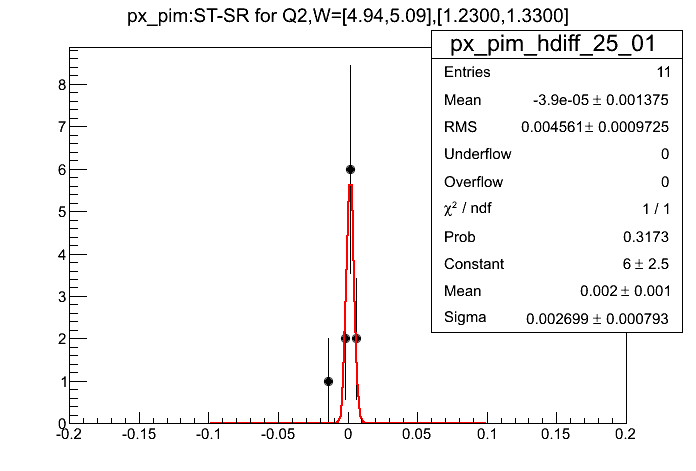 px_pim:ST-SR for Q2,W=[4.94,5.09],[1.2300,1.3300]
px_pim_hdiff_25_01
Entries 11
Mean -3.9e-05 ± 0.001375
RMS 0.004561± 0.0009725
Underflow 0
Overflow 0
χ² / ndf 1 / 1
Prob 0.3173
Constant 6 ± 2.5
Mean 0.002 ± 0.001
Sigma 0.002699 ± 0.000793
8
7
6
5
4
3
2
1
0
-0.2 -0.15 -0.1 -0.05 0 0.05 0.1 0.15 0.2